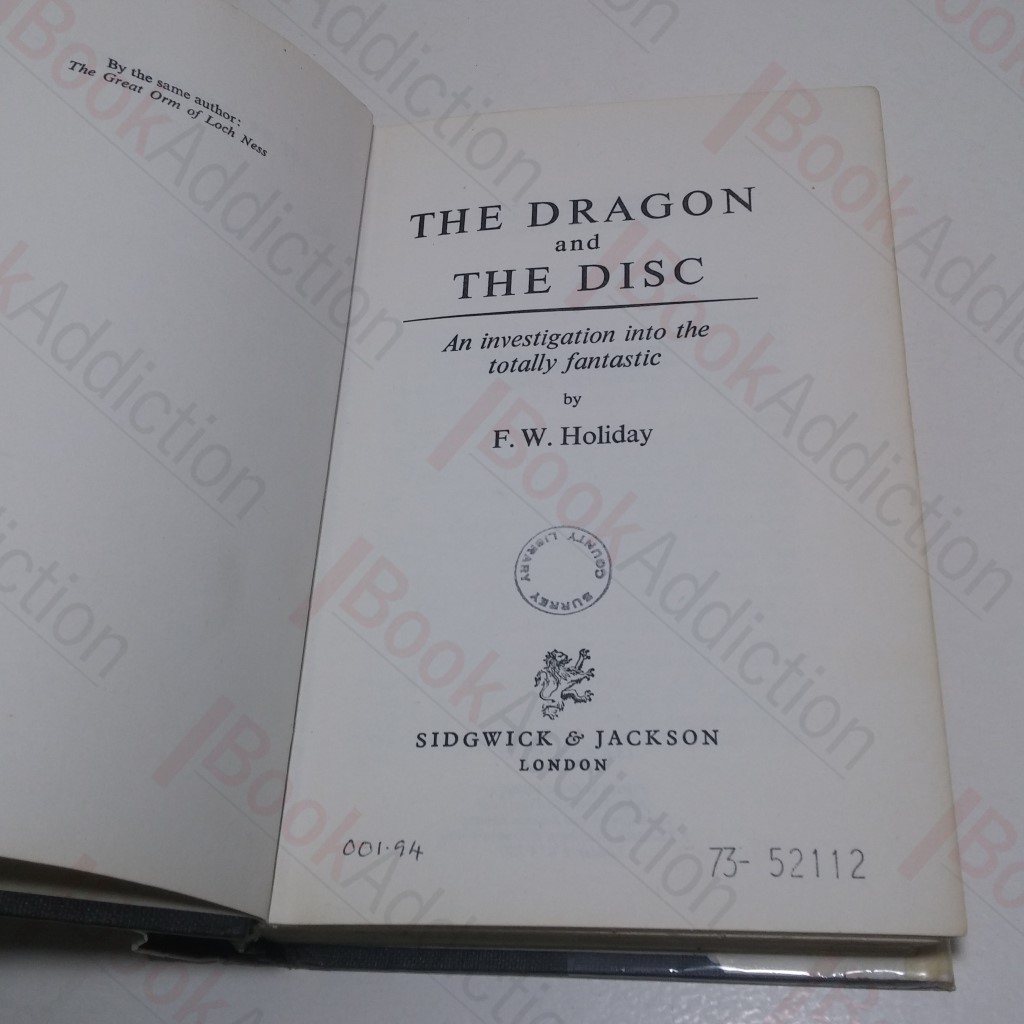 By the same author:
The Great Orm of Loch Ness
THE DRAGON
and
THE DISC
An investigation into the
totally fantastic
by
F. W. Holiday
SURREY COUNTY LIBRARY
SIDGWICK & JACKSON
LONDON
001.94
73- 52112
BookAddiction